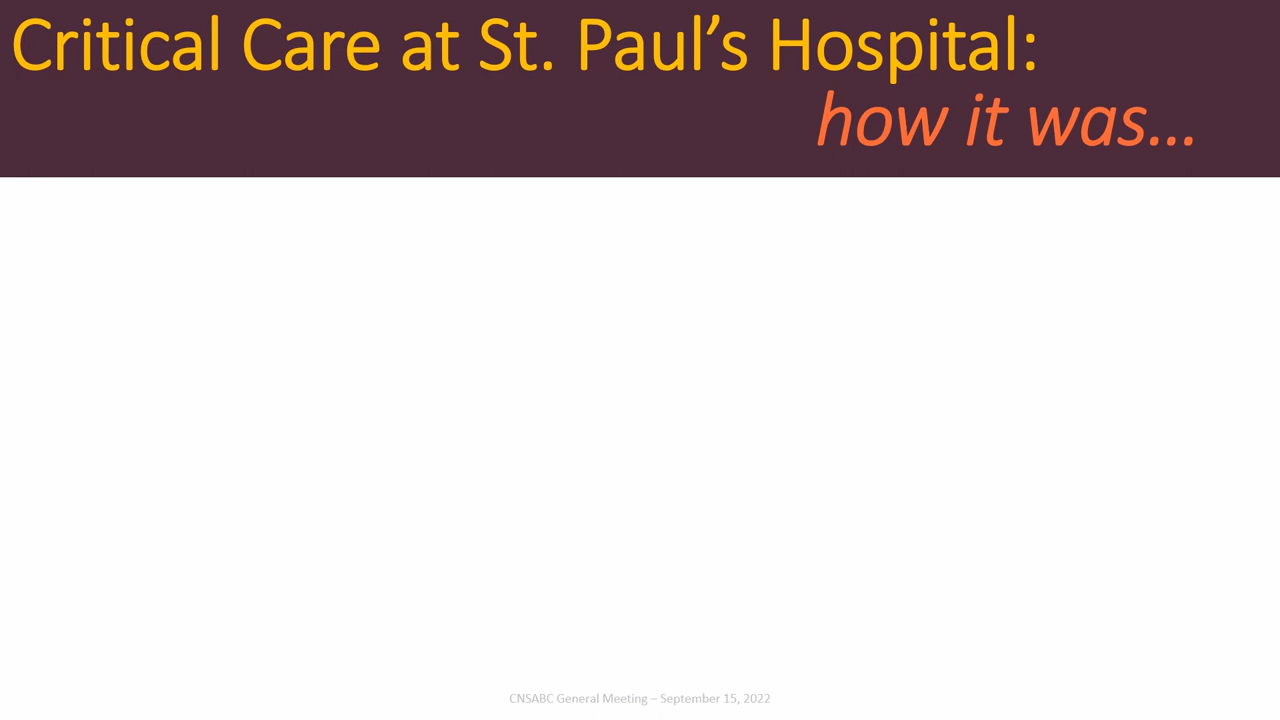 Critical Care at St. Paul’s Hospital:
how it was…
CNSABC General Meeting – September 15, 2022